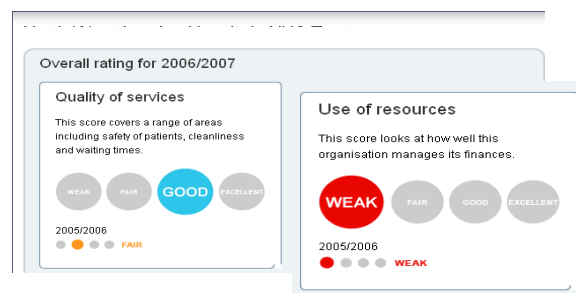 Overall rating for 2006/2007
Quality of services
This score covers a range of areas
including safety of patients, cleanliness
and waiting times.
WEAK FAIR GOOD EXCELLENT
2005/2006
FAIR
Use of resources
This score looks at how well this
organisation manages its finances.
WEAK FAIR GOOD EXCELLENT
2005/2006
WEAK